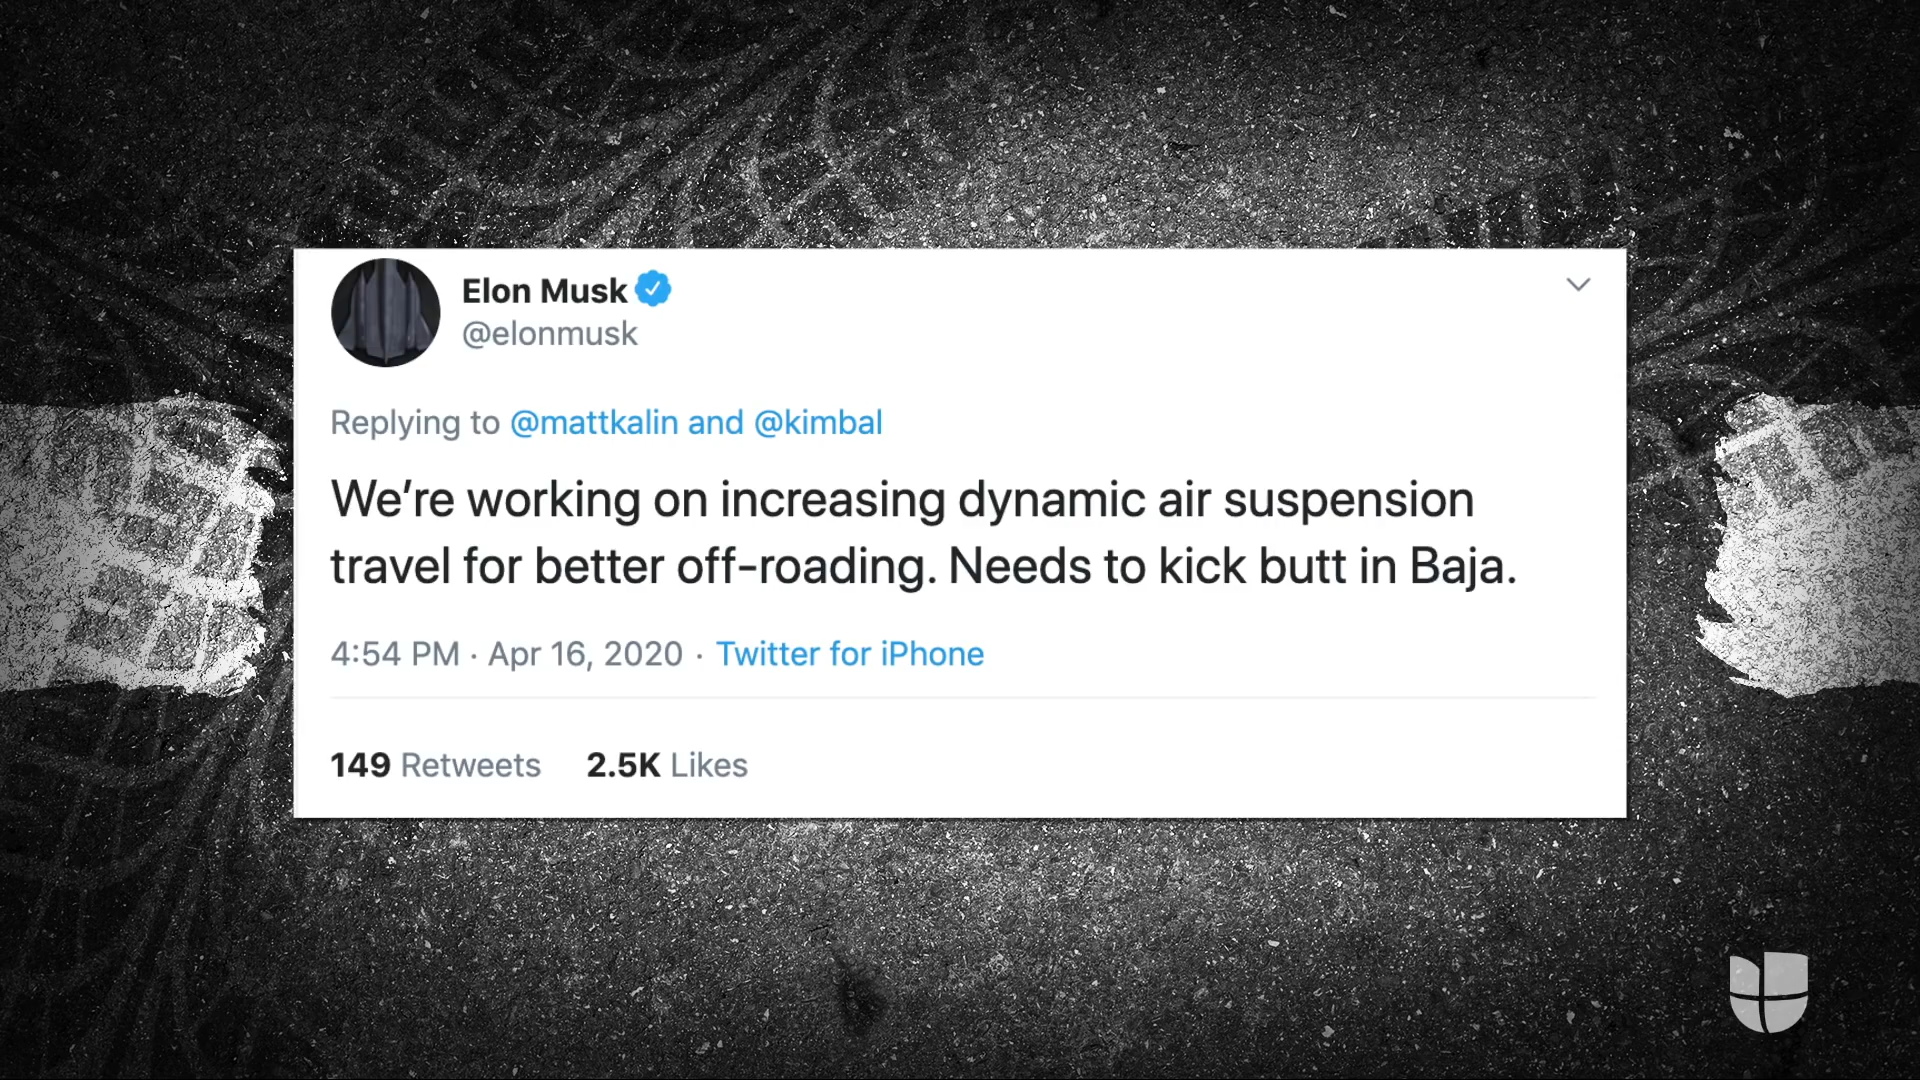 Elon Musk
@elonmusk
Replying to @mattkalin and @kimbal
We’re working on increasing dynamic air suspension
travel for better off-roading. Needs to kick butt in Baja.
4:54 PM · Apr 16, 2020 · Twitter for iPhone
149 Retweets 2.5K Likes